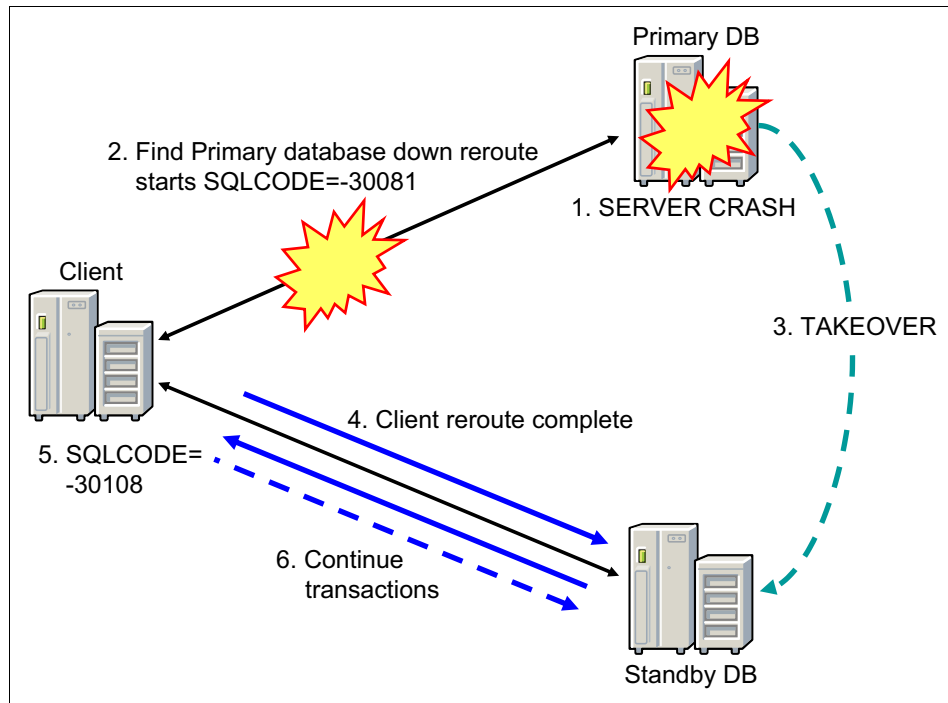 Primary DB
2. Find Primary database down reroute
starts SQLCODE=-30081
1. SERVER CRASH
Client
3. TAKEOVER
4. Client reroute complete
5. SQLCODE=
-30108
6. Continue
transactions
Standby DB